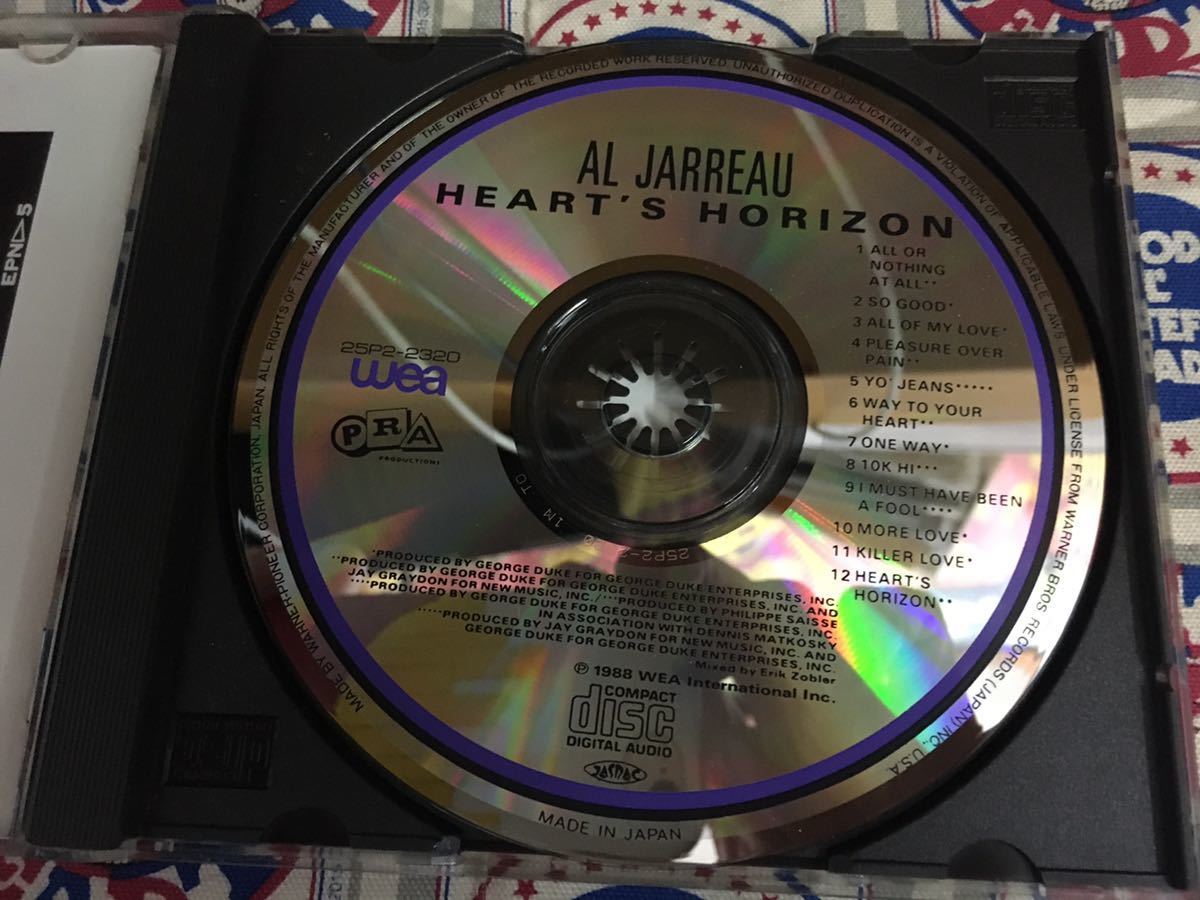 AL JARREAU
HEART'S HORIZON
1 ALL OR
NOTHING
AT ALL**
2 SO GOOD*
3 ALL OF MY LOVE*
4 PLEASURE OVER
PAIN**
5 YO' JEANS*****
6 WAY TO YOUR
HEART**
7 ONE WAY*
8 10K HI***
9 I MUST HAVE BEEN
A FOOL****
10 MORE LOVE*
11 KILLER LOVE*
12 HEART'S
HORIZON**
25P2-2320
wea
PRA
PRODUCTIONS
*PRODUCED BY GEORGE DUKE FOR GEORGE DUKE ENTERPRISES, INC.
**PRODUCED BY GEORGE DUKE FOR GEORGE DUKE ENTERPRISES, INC. AND
JAY GRAYDON FOR NEW MUSIC, INC./***PRODUCED BY PHILIPPE SAISSE
****PRODUCED BY GEORGE DUKE FOR GEORGE DUKE ENTERPRISES, INC.
IN ASSOCIATION WITH DENNIS MATKOSKY
*****PRODUCED BY JAY GRAYDON FOR NEW MUSIC, INC. AND
GEORGE DUKE FOR GEORGE DUKE ENTERPRISES, INC.
Mixed by Erik Zobler
℗ 1988 WEA International Inc.
COMPACT
disc
DIGITAL AUDIO
JASRAC
MADE IN JAPAN
MADE BY WARNER-PIONEER CORPORATION, JAPAN. ALL RIGHTS OF THE MANUFACTURER AND OF THE OWNER OF THE RECORDED WORK RESERVED. UNAUTHORIZED DUPLICATION IS A VIOLATION OF APPLICABLE LAWS UNDER LICENSE FROM WARNER BROS. RECORDS (JAPAN) INC., U.S.A.
EPN▷5